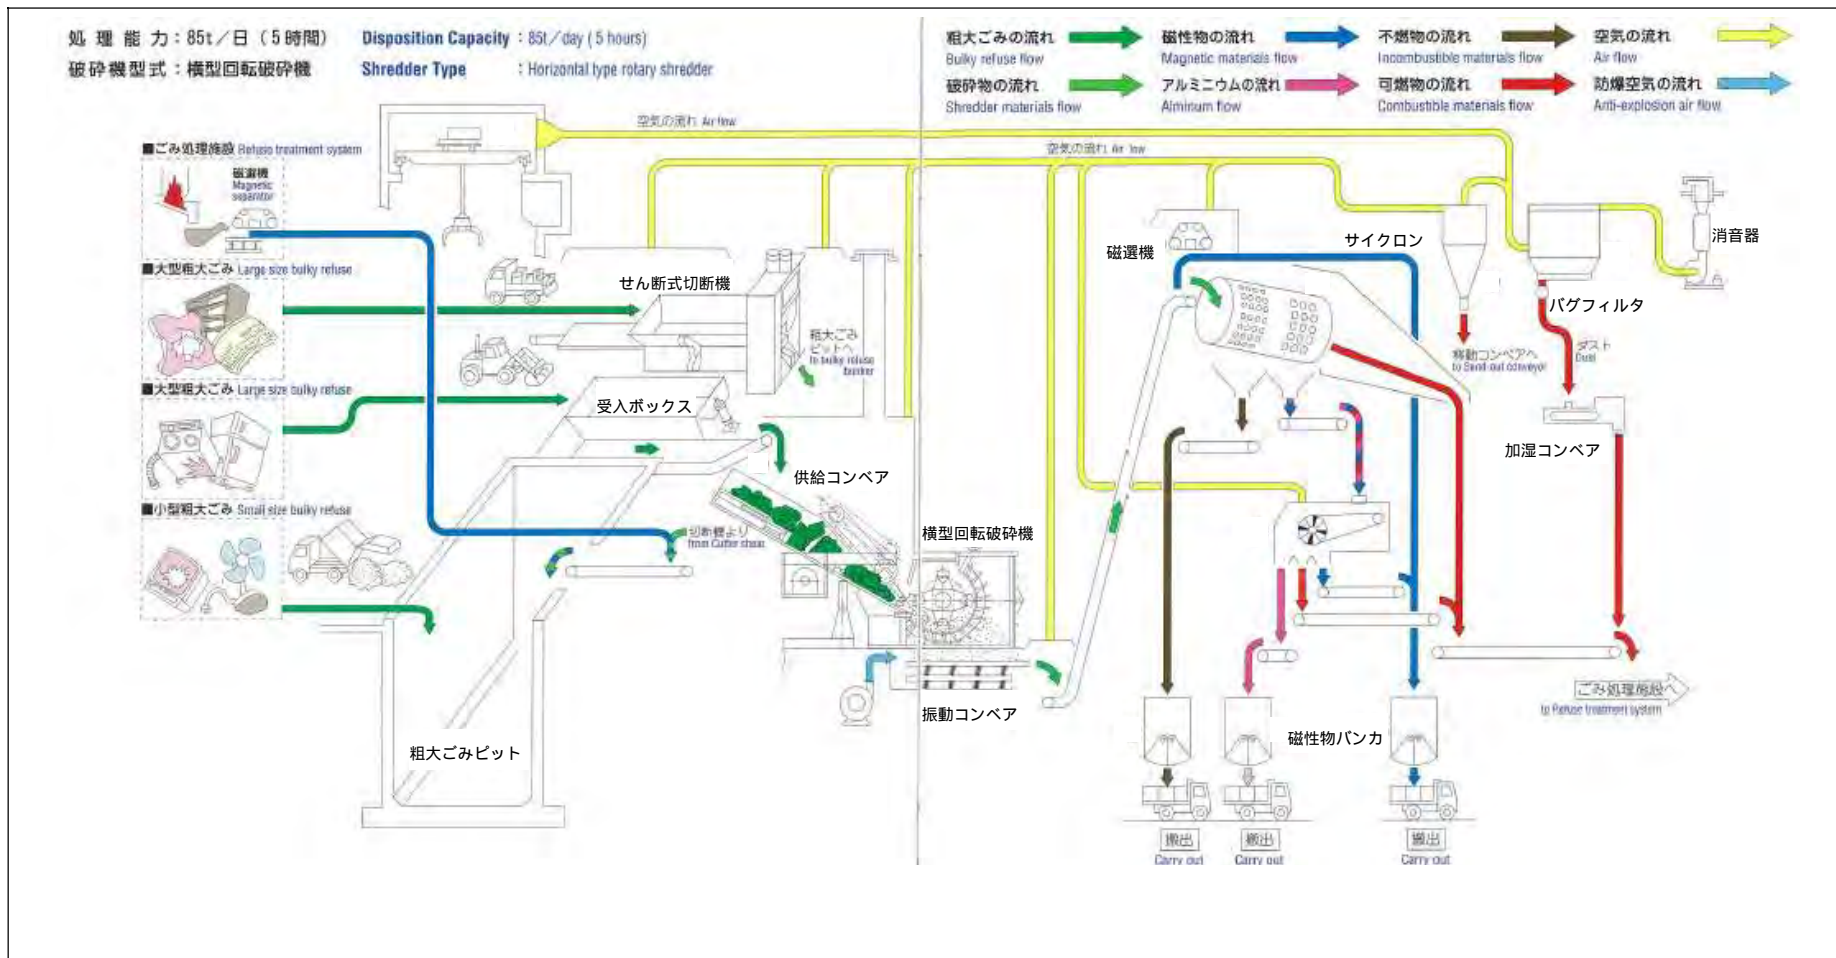 処理能力：85t／日（5時間） Disposition Capacity : 85t／day ( 5 hours)
破砕機型式：横型回転破砕機 Shredder Type : Horizontal type rotary shredder
粗大ごみの流れ
Bulky refuse flow
磁性物の流れ
Magnetic materials flow
不燃物の流れ
Incombustible materials flow
空気の流れ
Air flow
破砕物の流れ
Shredder materials flow
アルミニウムの流れ
Alminum flow
可燃物の流れ
Combustible materials flow
防爆空気の流れ
Anti-explosion air flow
空気の流れ Air flow
空気の流れ Air low
■ごみ処理施設 Refuse treatment system
磁選機
Magnetic
separator
■大型粗大ごみ Large size bulky refuse
■大型粗大ごみ Large size bulky refuse
■小型粗大ごみ Small size bulky refuse
せん断式切断機
粗大ごみ
ピットへ
to bulky refuse
bunker
受入ボックス
供給コンベア
切断機より
from Cutter shear
横型回転破砕機
振動コンベア
粗大ごみピット
磁選機
サイクロン
消音器
バグフィルタ
移動コンベアへ
to Send-out conveyor
ダスト
Dust
加湿コンベア
ごみ処理施設へ
to Refuse treatment system
磁性物バンカ
搬出
Carry out
搬出
Carry out
搬出
Carry out